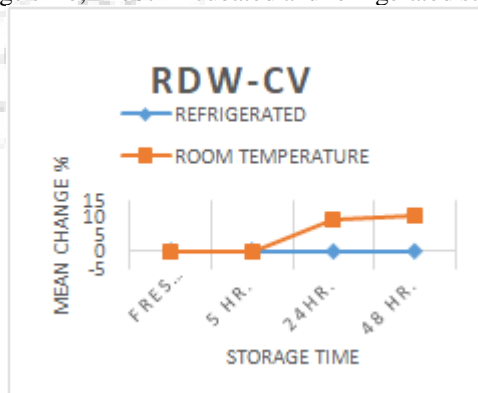 RDW-CV
REFRIGERATED
ROOM TEMPERATURE
MEAN CHANGE %
15
10
5
0
-5
FRES...
5 HR.
24HR.
48 HR.
STORAGE TIME